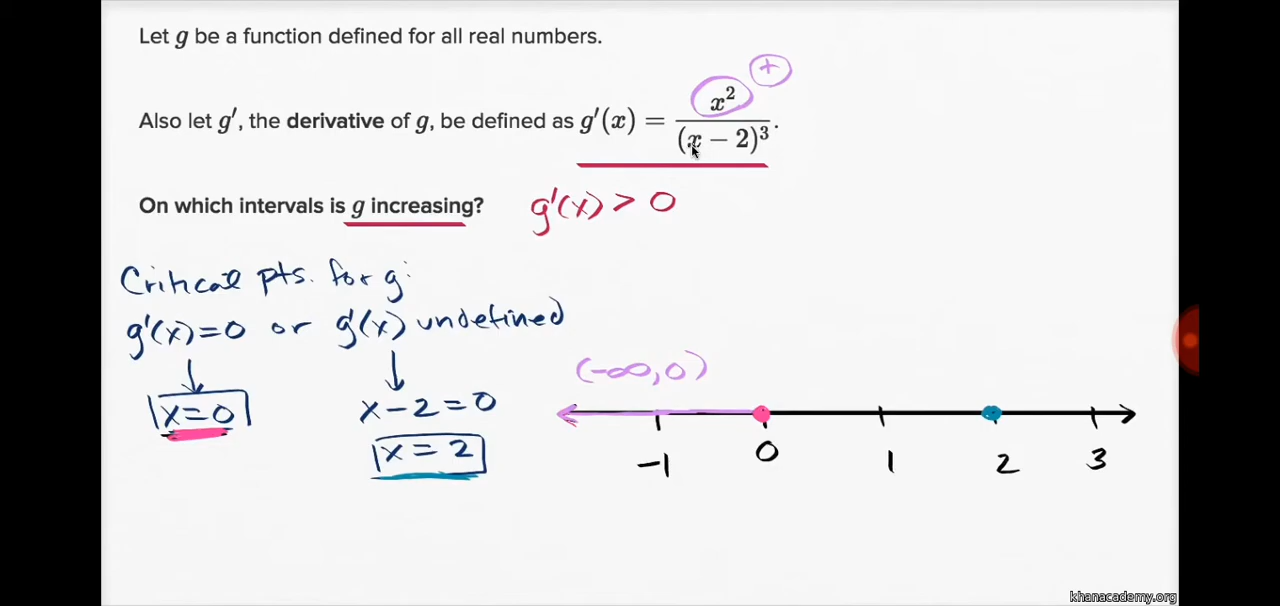 Let g be a function defined for all real numbers.
x² +
Also let g′, the derivative of g, be defined as g′(x) = x²/(x − 2)³.
On which intervals is g increasing? g'(x) > 0
Critical pts. for g:
g'(x)=0 or g'(x) undefined
(-∞,0)
x=0 x-2=0
x=2
-1 0 1 2 3
khanacademy.org